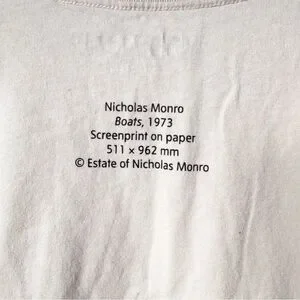 Nicholas Monro
Boats, 1973
Screenprint on paper
511 × 962 mm
© Estate of Nicholas Monro